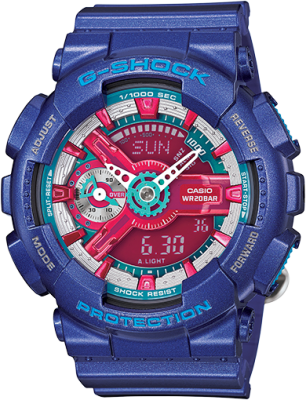 G-SHOCK
1/1000 SEC
ADJUST
REVERSE
SUN
SPLIT-RESET
START-STOP
CASIO
WR20BAR
36
6:30
MODE
FORWARD
SHOCK RESIST
PROTECTION